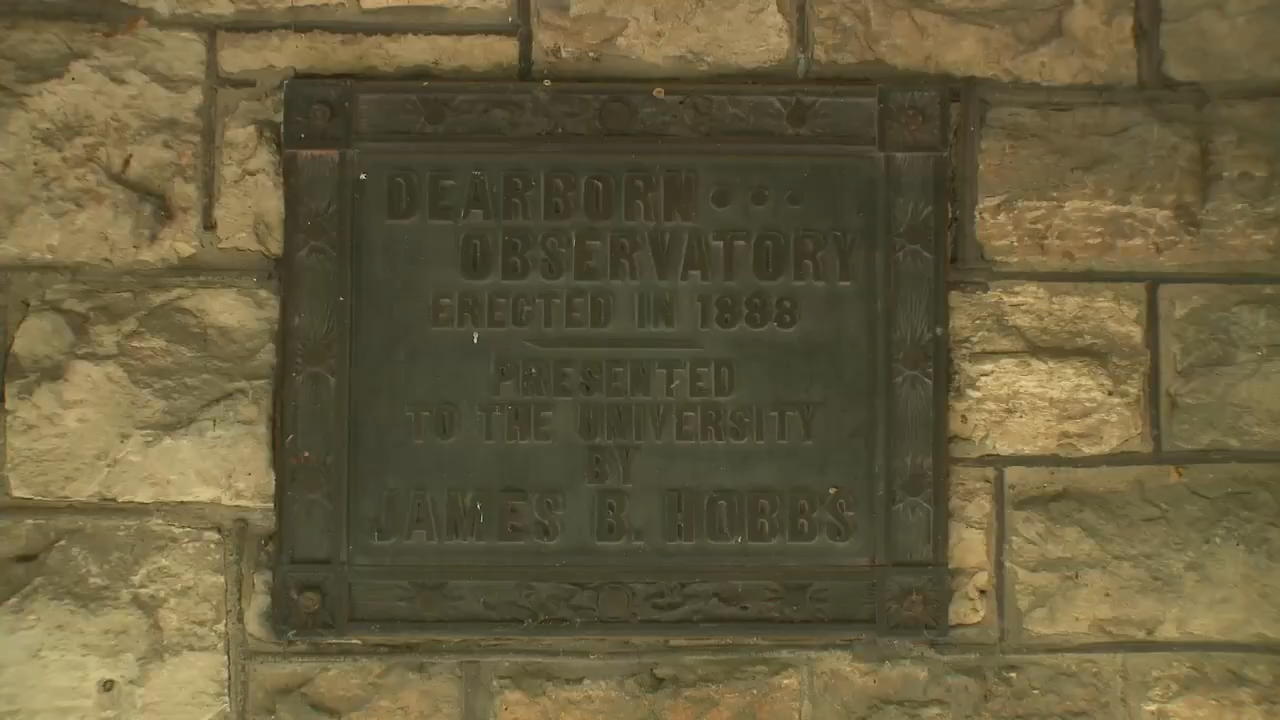 DEARBORN •••
OBSERVATORY
ERECTED IN 1888
PRESENTED
TO THE UNIVERSITY
BY
JAMES B. HOBBS